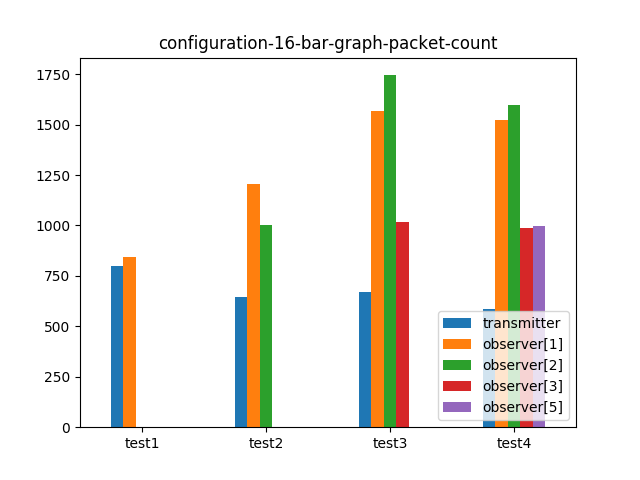 configuration-16-bar-graph-packet-count
1750
1500
1250
1000
750
500
250
0
transmitter
observer[1]
observer[2]
observer[3]
observer[5]
test1
test2
test3
test4